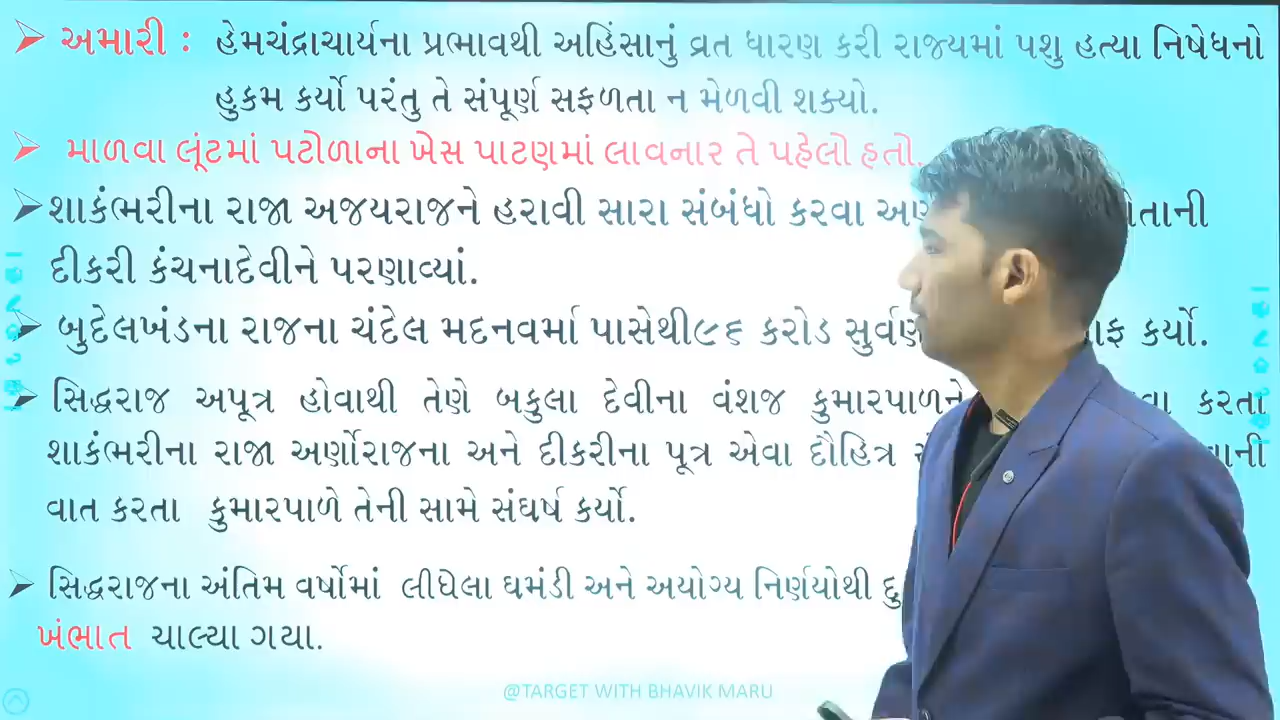 અમારી : હેમચંદ્રાચાર્યના પ્રભાવથી અહિંસાનું વ્રત ધારણ કરી રાજ્યમાં પશુ હત્યા નિષેધનો
હુકમ કર્યો પરંતુ તે સંપૂર્ણ સફળતા ન મેળવી શક્યો.
માળવા લૂંટમાં પટોળાના ખેસ પાટણમાં લાવનાર તે પહેલો હતો.
શાકંભરીના રાજા અજયરાજને હરાવી સારા સંબંધો કરવા
દીકરી કંચનાદેવીને પરણાવ્યાં.
બુદેલખંડના રાજના ચંદેલ મદનવર્મા પાસેથી૯૬ કરોડ કર્યો.
સિદ્ધરાજ અપૂત્ર હોવાથી તેણે બકુલા દેવીના વંશજ કુમારપાળને કરતા
શાકંભરીના રાજા અર્ણોરાજના અને દીકરીના પૂત્ર એવા દૌહિત્ર
વાત કરતા કુમારપાળે તેની સામે સંઘર્ષ કર્યો.
સિદ્ધરાજના અંતિમ વર્ષોમાં લીધેલા ઘમંડી અને અયોગ્ય નિર્ણયોથી
ખંભાત ચાલ્યા ગયા.
@TARGET WITH BHAVIK MARU